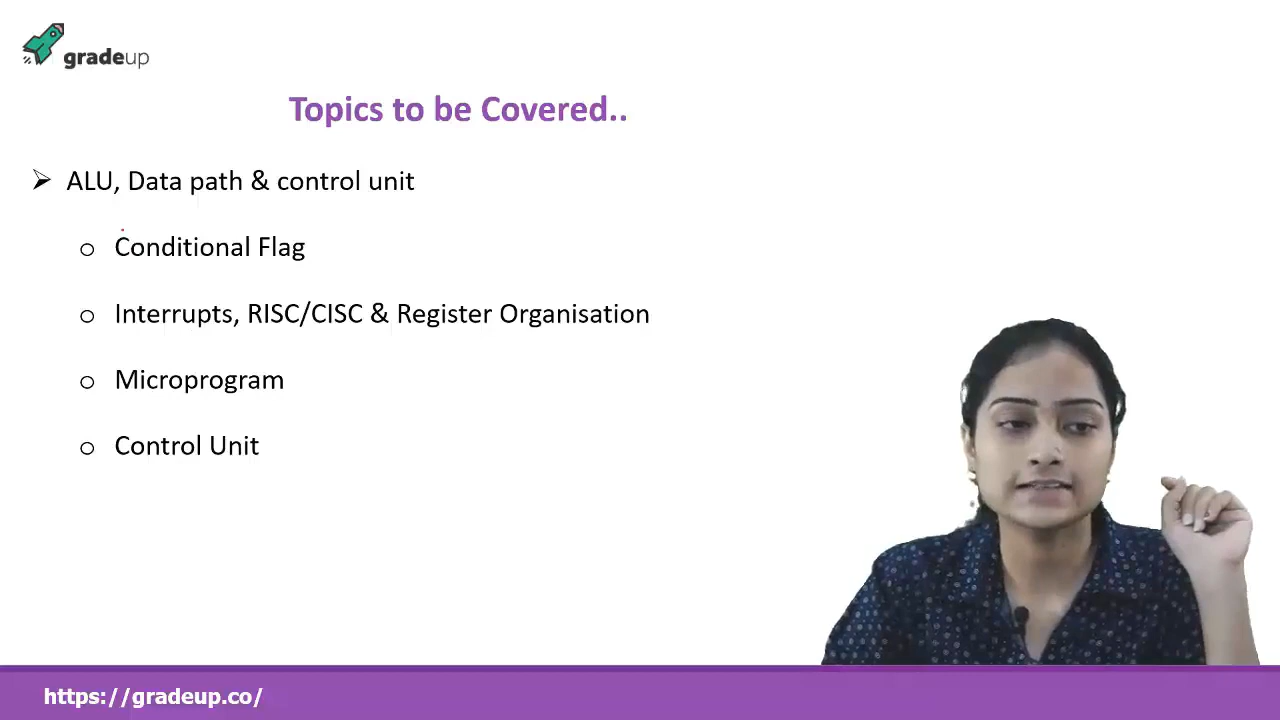 gradeup
Topics to be Covered..
ALU, Data path & control unit
Conditional Flag
Interrupts, RISC/CISC & Register Organisation
Microprogram
Control Unit
https://gradeup.co/